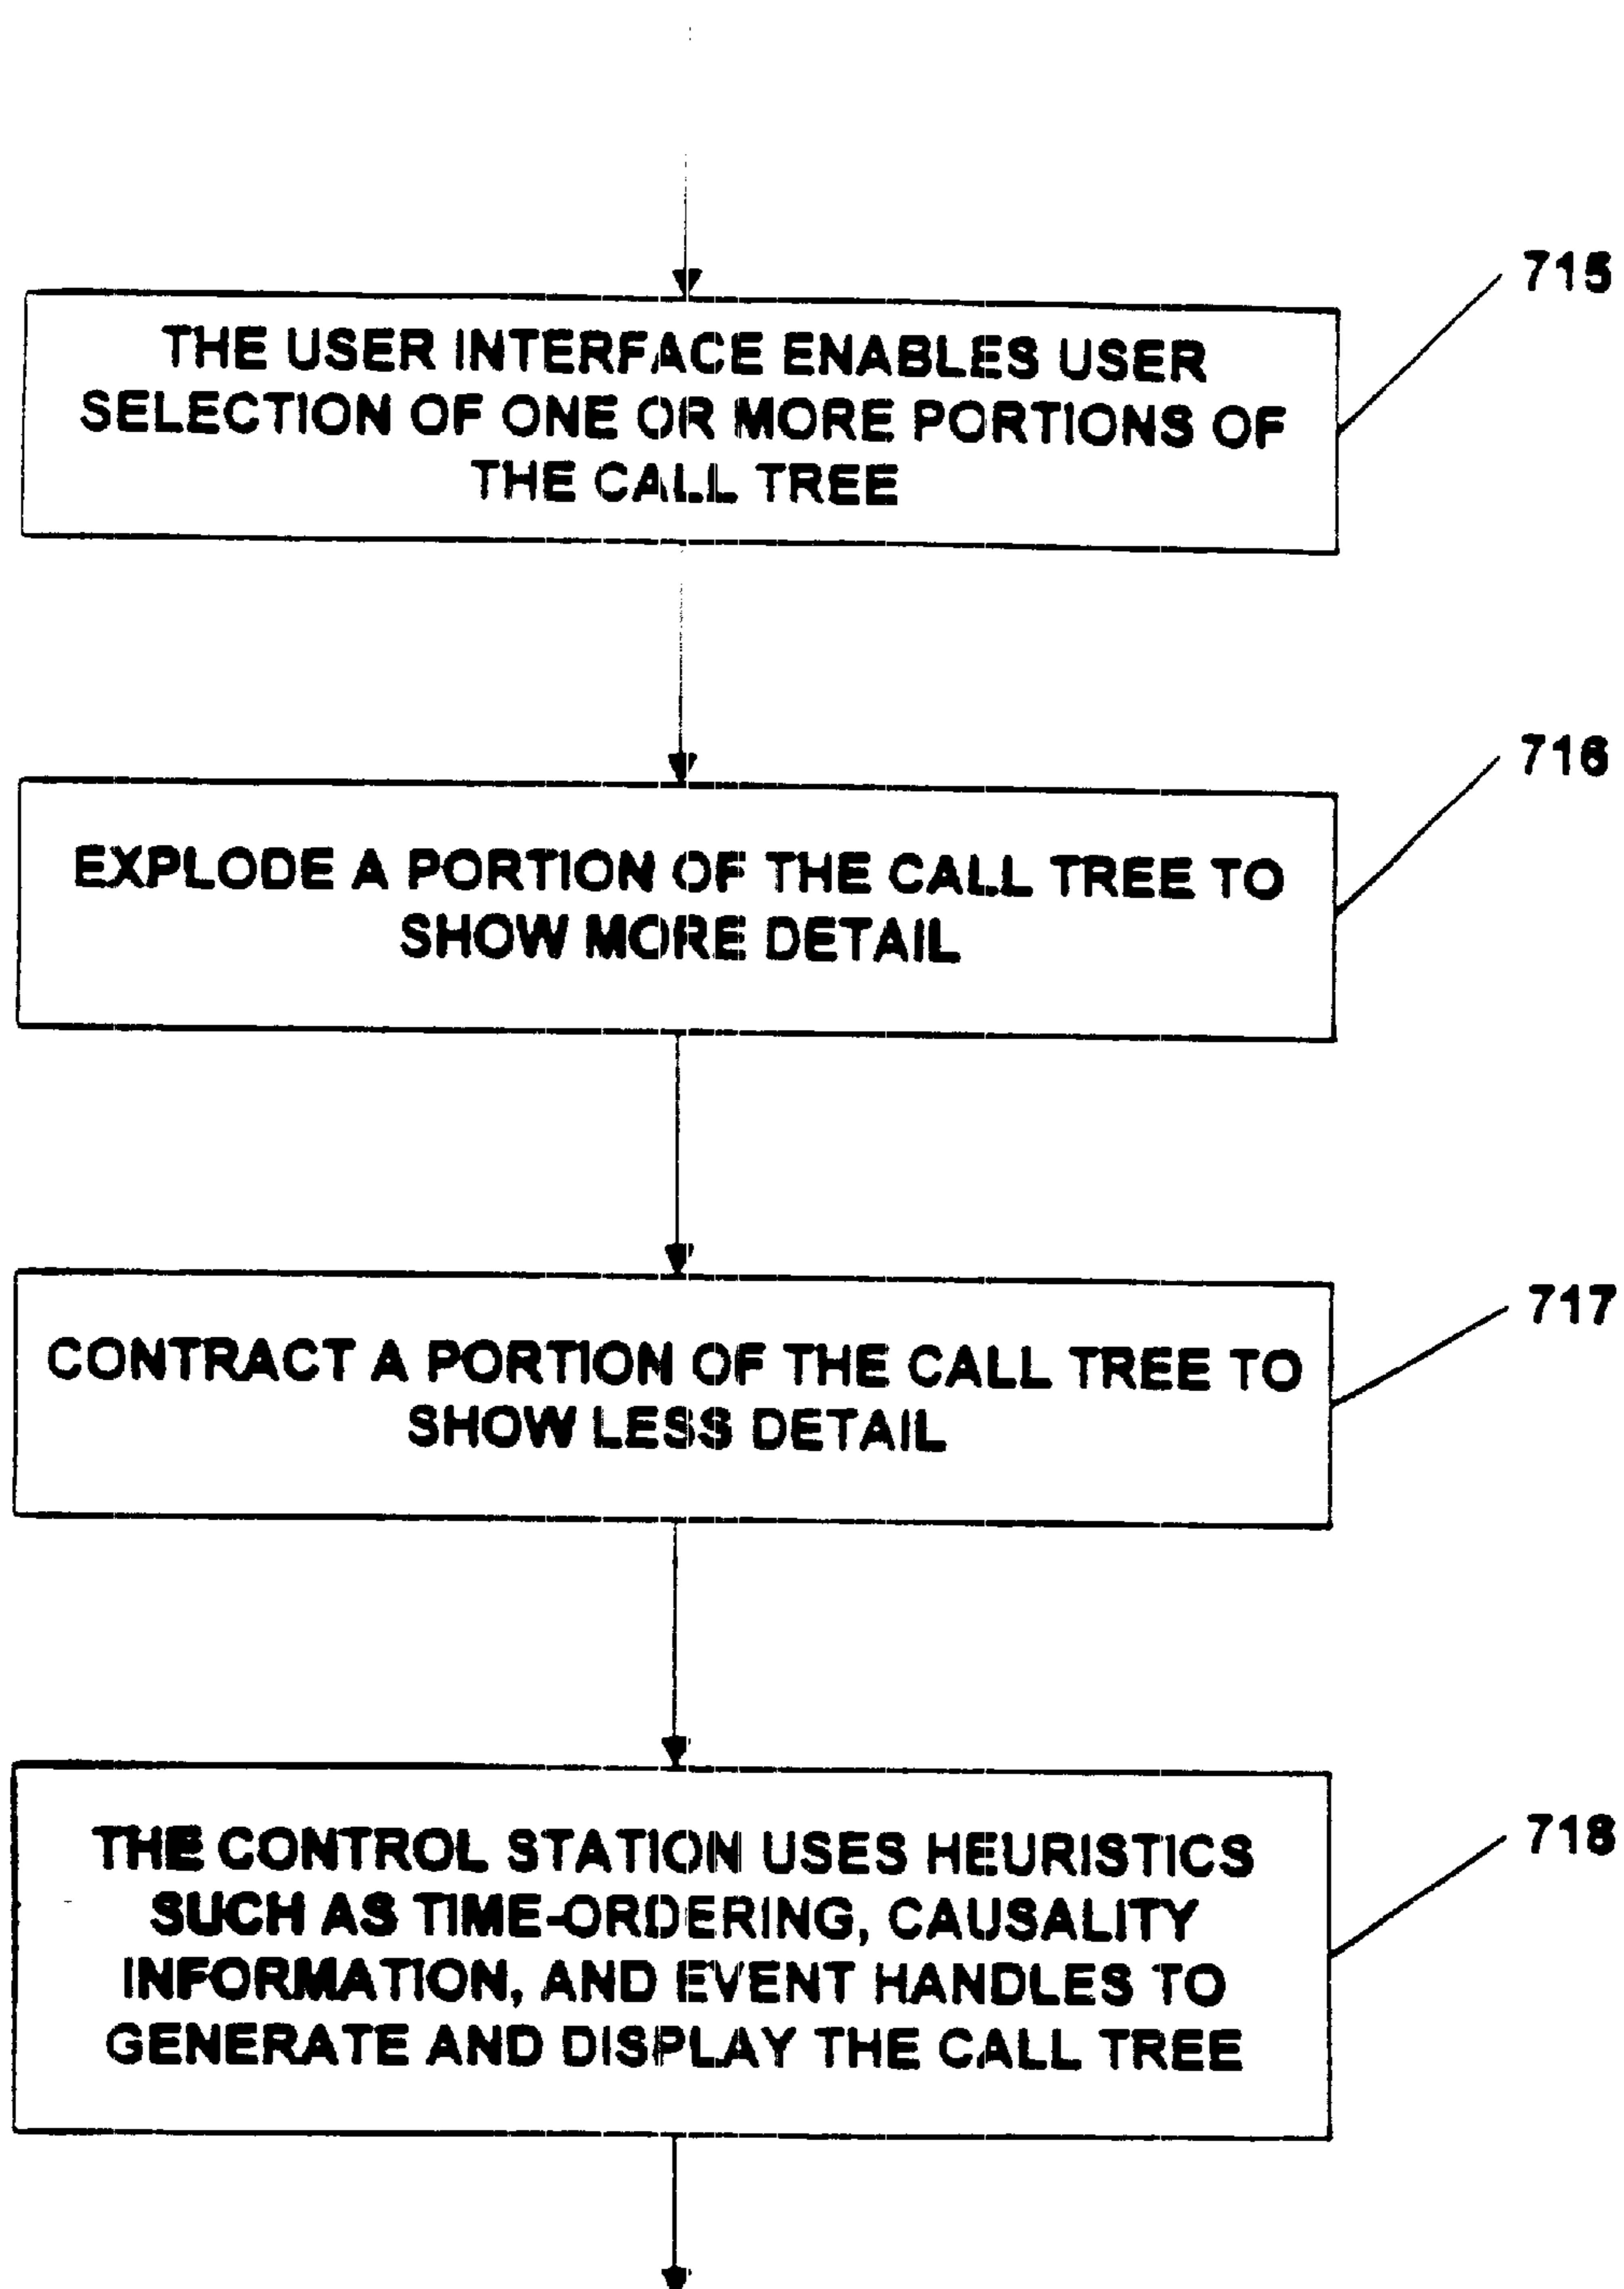 715
THE USER INTERFACE ENABLES USER
SELECTION OF ONE OR MORE PORTIONS OF
THE CALL TREE
716
EXPLODE A PORTION OF THE CALL TREE TO
SHOW MORE DETAIL
717
CONTRACT A PORTION OF THE CALL TREE TO
SHOW LESS DETAIL
718
THE CONTROL STATION USES HEURISTICS
SUCH AS TIME-ORDERING, CAUSALITY
INFORMATION, AND EVENT HANDLES TO
GENERATE AND DISPLAY THE CALL TREE